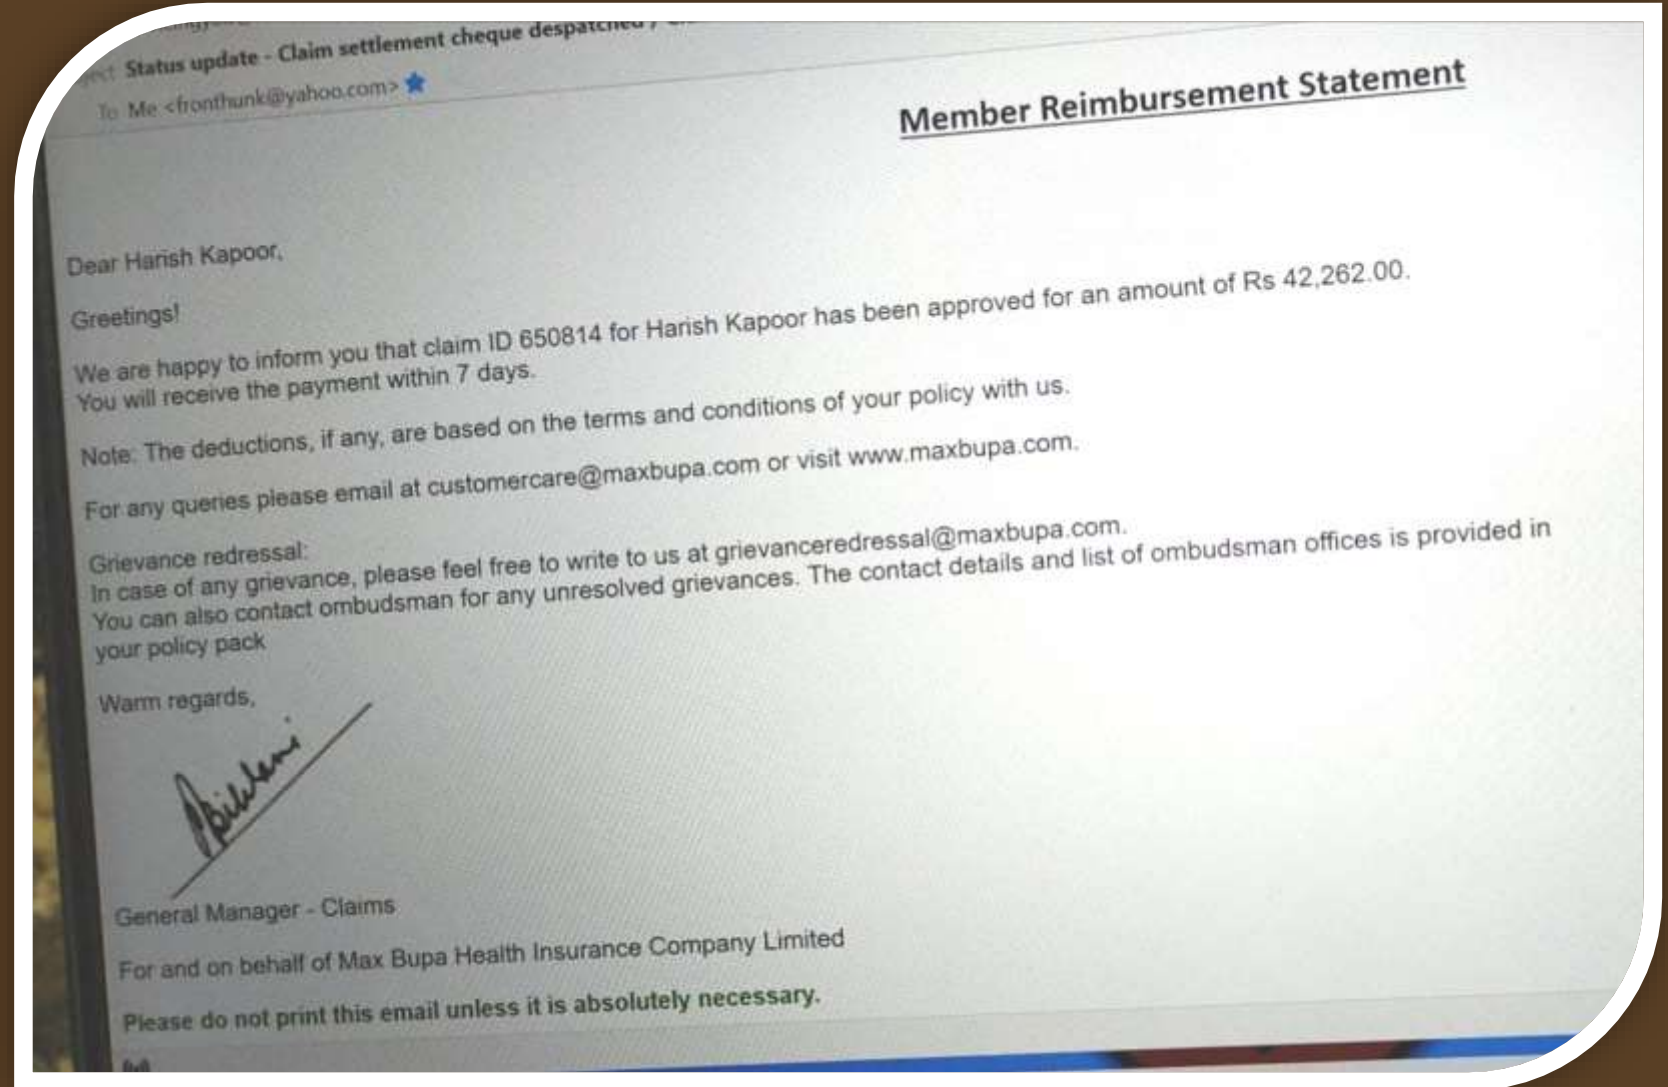 Status update - Claim settlement cheque despatched /
To Me <fronthunk@yahoo.com>
Member Reimbursement Statement
Dear Harish Kapoor,
Greetings!
We are happy to inform you that claim ID 650814 for Harish Kapoor has been approved for an amount of Rs 42,262.00.
You will receive the payment within 7 days.
Note: The deductions, if any, are based on the terms and conditions of your policy with us.
For any queries please email at customercare@maxbupa.com or visit www.maxbupa.com.
Grievance redressal:
In case of any grievance, please feel free to write to us at grievanceredressal@maxbupa.com.
You can also contact ombudsman for any unresolved grievances. The contact details and list of ombudsman offices is provided in
your policy pack
Warm regards,
General Manager - Claims
For and on behalf of Max Bupa Health Insurance Company Limited
Please do not print this email unless it is absolutely necessary.